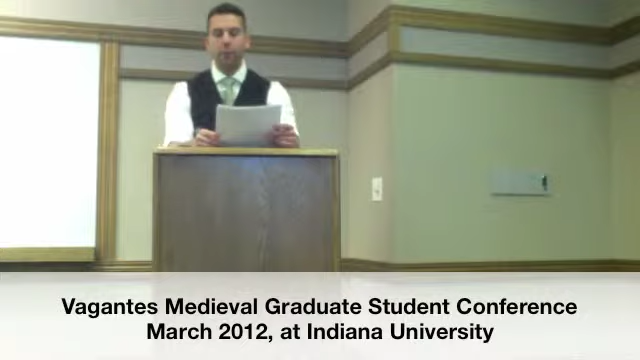 Vagantes Medieval Graduate Student Conference
March 2012, at Indiana University